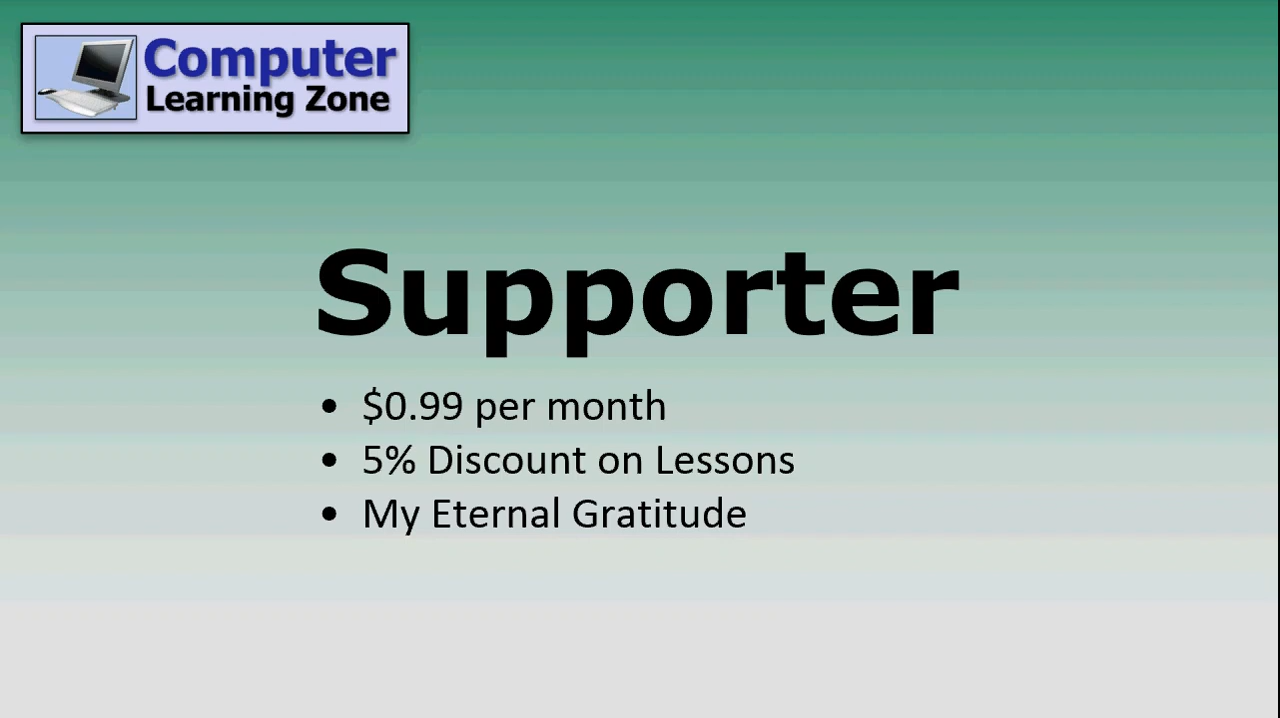 Computer
Learning Zone
Supporter
• $0.99 per month
• 5% Discount on Lessons
• My Eternal Gratitude